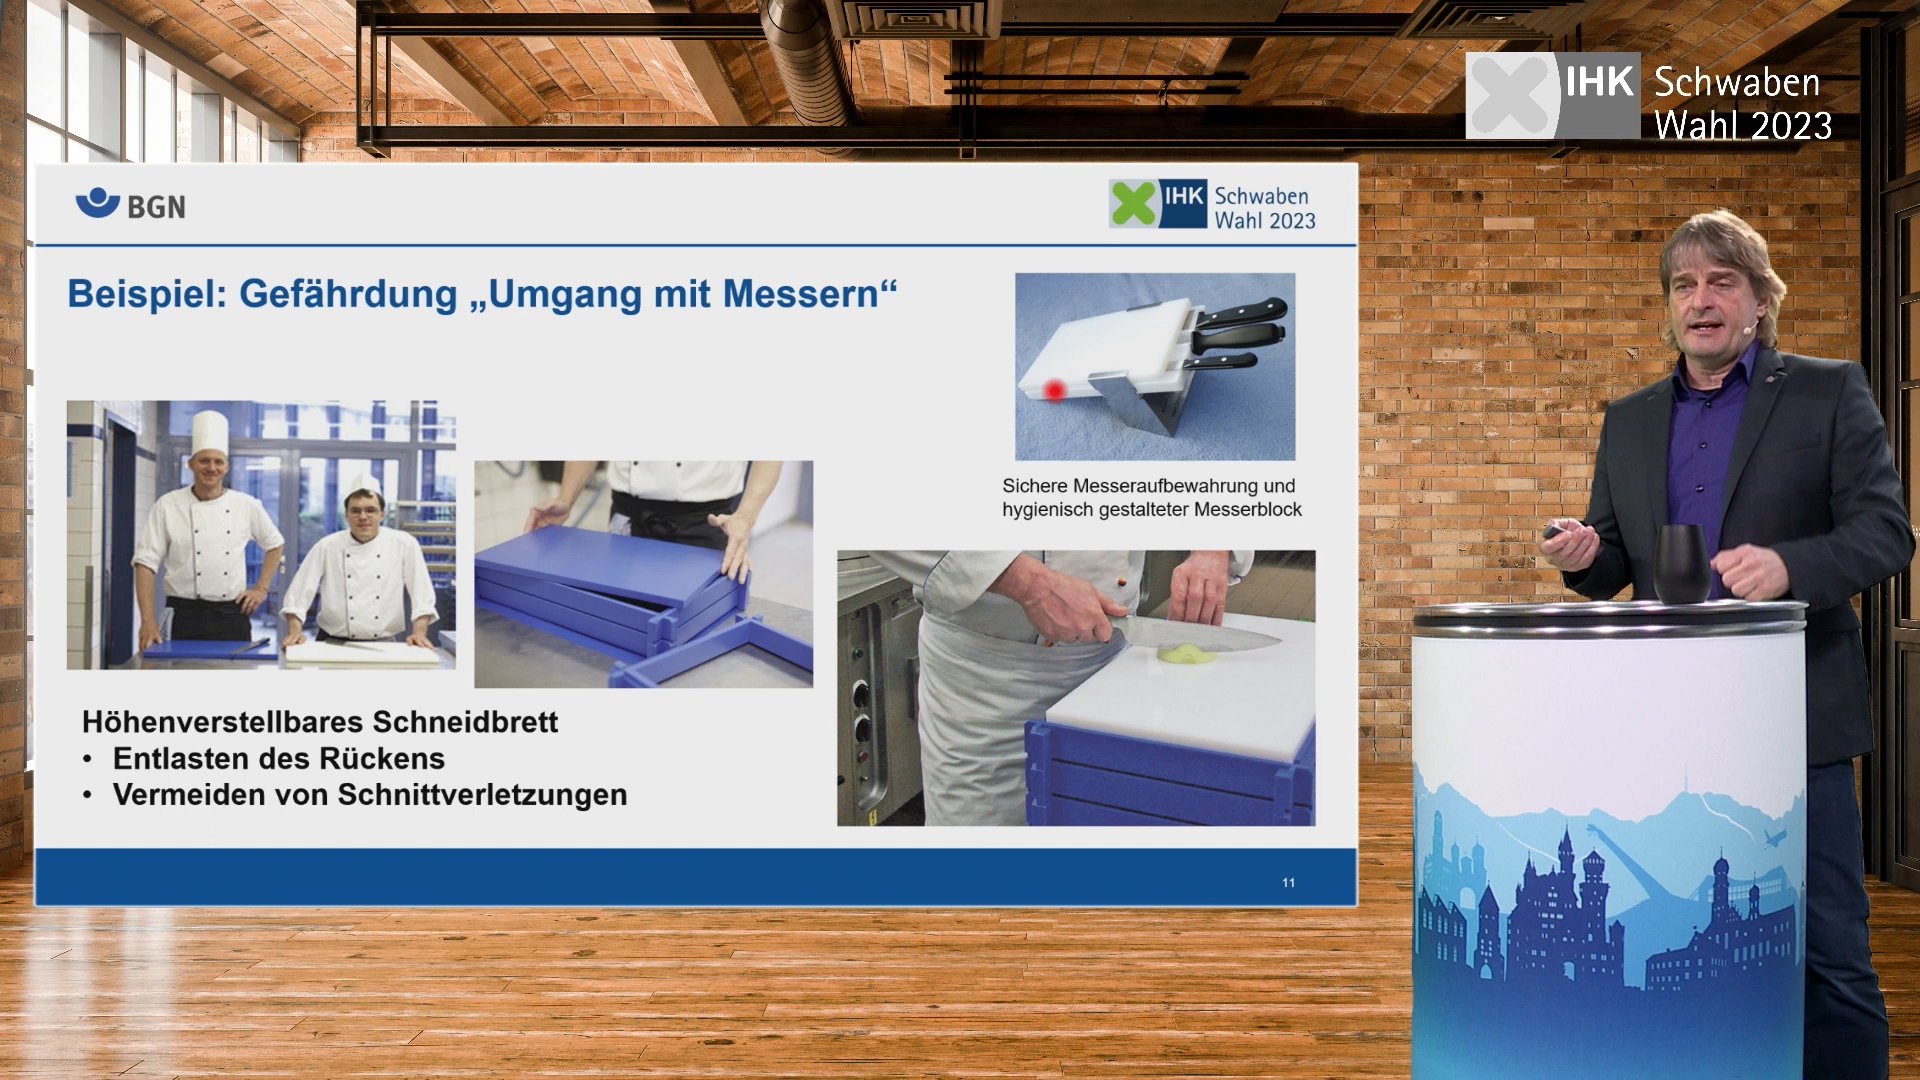 IHK Schwaben
Wahl 2023
BGN
IHK Schwaben
Wahl 2023
Beispiel: Gefährdung „Umgang mit Messern“
Sichere Messeraufbewahrung und
hygienisch gestalteter Messerblock
Höhenverstellbares Schneidbrett
• Entlasten des Rückens
• Vermeiden von Schnittverletzungen
11